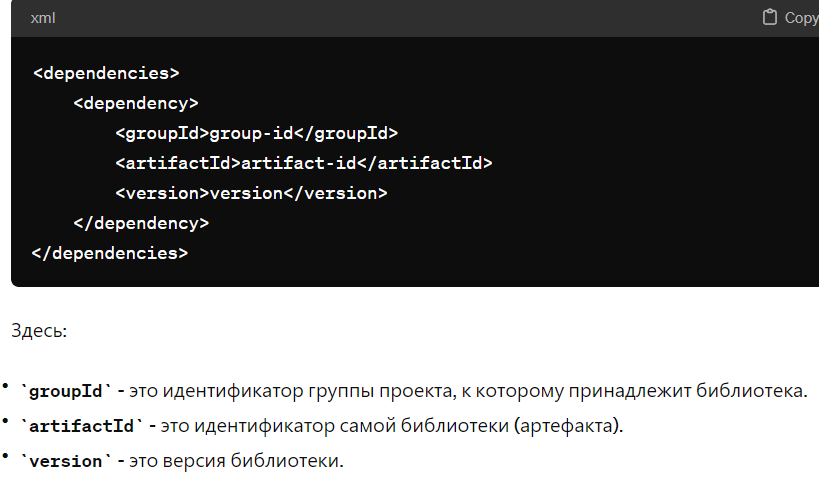 xml Copy
<dependencies>
<dependency>
<groupId>group-id</groupId>
<artifactId>artifact-id</artifactId>
<version>version</version>
</dependency>
</dependencies>
Здесь:
• `groupId` - это идентификатор группы проекта, к которому принадлежит библиотека.
• `artifactId` - это идентификатор самой библиотеки (артефакта).
• `version` - это версия библиотеки.